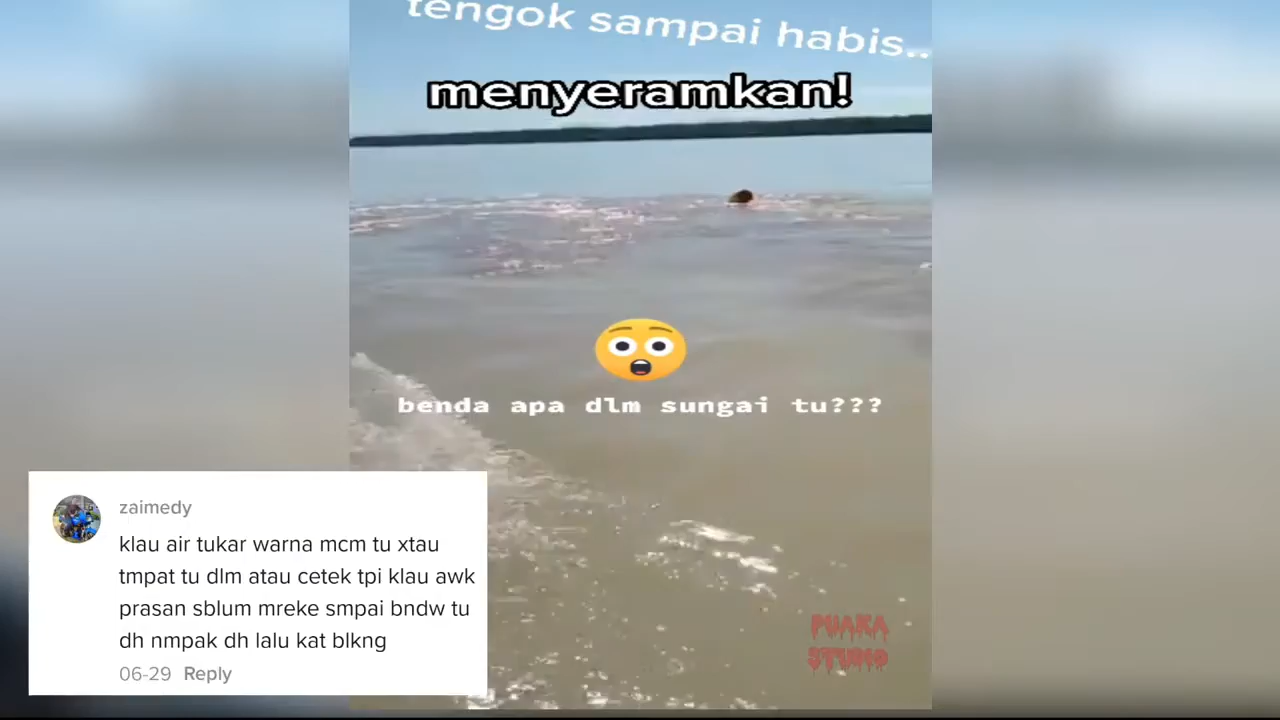 tengok sampai habis..
menyeramkan!
benda apa dlm sungai tu???
zaimedy
klau air tukar warna mcm tu xtau
tmpat tu dlm atau cetek tpi klau awk
prasan sblum mreke smpai bndw tu
dh nmpak dh lalu kat blkng
06-29 Reply
PUAKA
STUDIO